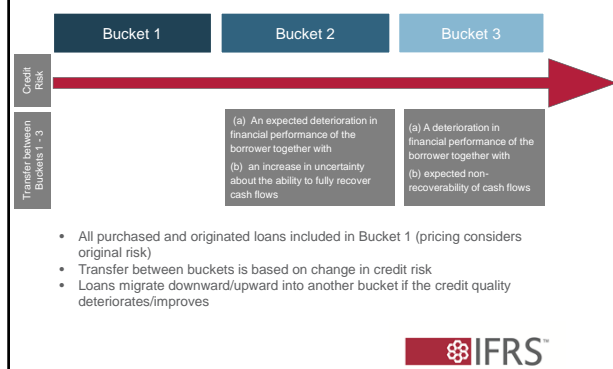 Bucket 1
Bucket 2
Bucket 3
Credit
Risk
Transfer between
Buckets 1 - 3
(a) An expected deterioration in
financial performance of the
borrower together with
(b) an increase in uncertainty
about the ability to fully recover
cash flows
(a) A deterioration in
financial performance of the
borrower together with
(b) expected non-
recoverability of cash flows
• All purchased and originated loans included in Bucket 1 (pricing considers
original risk)
• Transfer between buckets is based on change in credit risk
• Loans migrate downward/upward into another bucket if the credit quality
deteriorates/improves
IFRS™